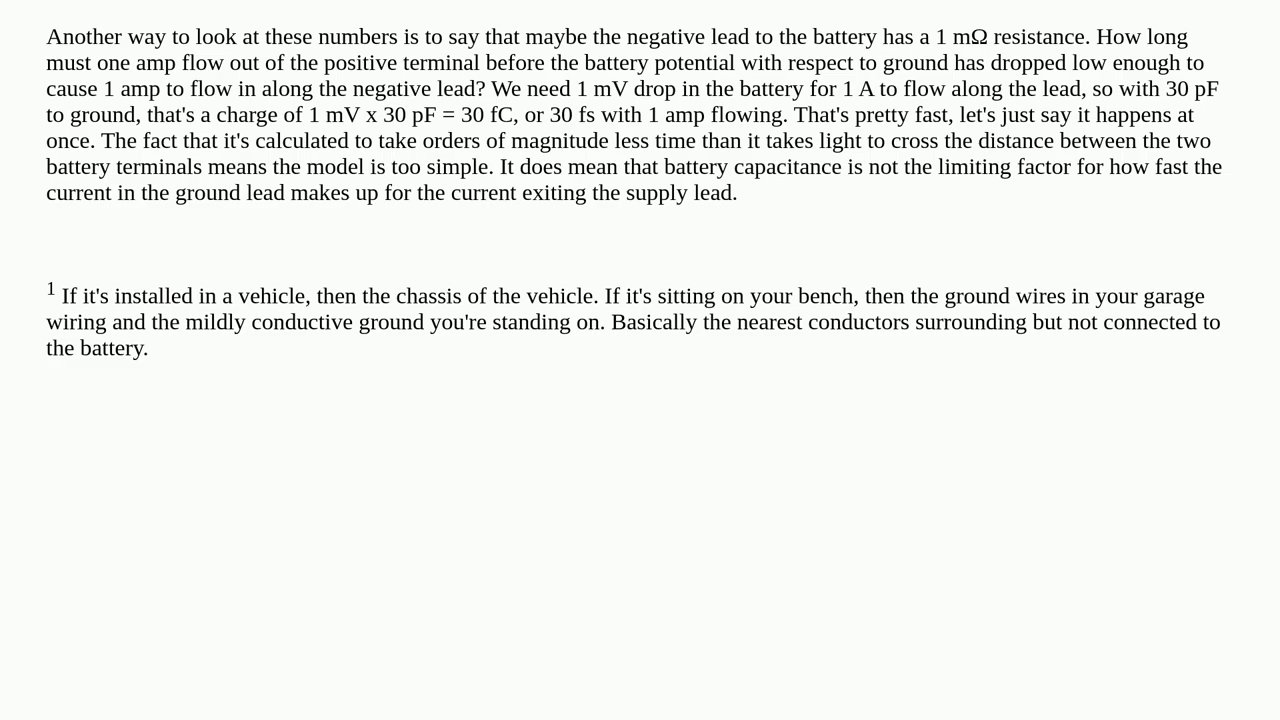 Another way to look at these numbers is to say that maybe the negative lead to the battery has a 1 mΩ resistance. How long
must one amp flow out of the positive terminal before the battery potential with respect to ground has dropped low enough to
cause 1 amp to flow in along the negative lead? We need 1 mV drop in the battery for 1 A to flow along the lead, so with 30 pF
to ground, that's a charge of 1 mV x 30 pF = 30 fC, or 30 fs with 1 amp flowing. That's pretty fast, let's just say it happens at
once. The fact that it's calculated to take orders of magnitude less time than it takes light to cross the distance between the two
battery terminals means the model is too simple. It does mean that battery capacitance is not the limiting factor for how fast the
current in the ground lead makes up for the current exiting the supply lead.
1 If it's installed in a vehicle, then the chassis of the vehicle. If it's sitting on your bench, then the ground wires in your garage
wiring and the mildly conductive ground you're standing on. Basically the nearest conductors surrounding but not connected to
the battery.